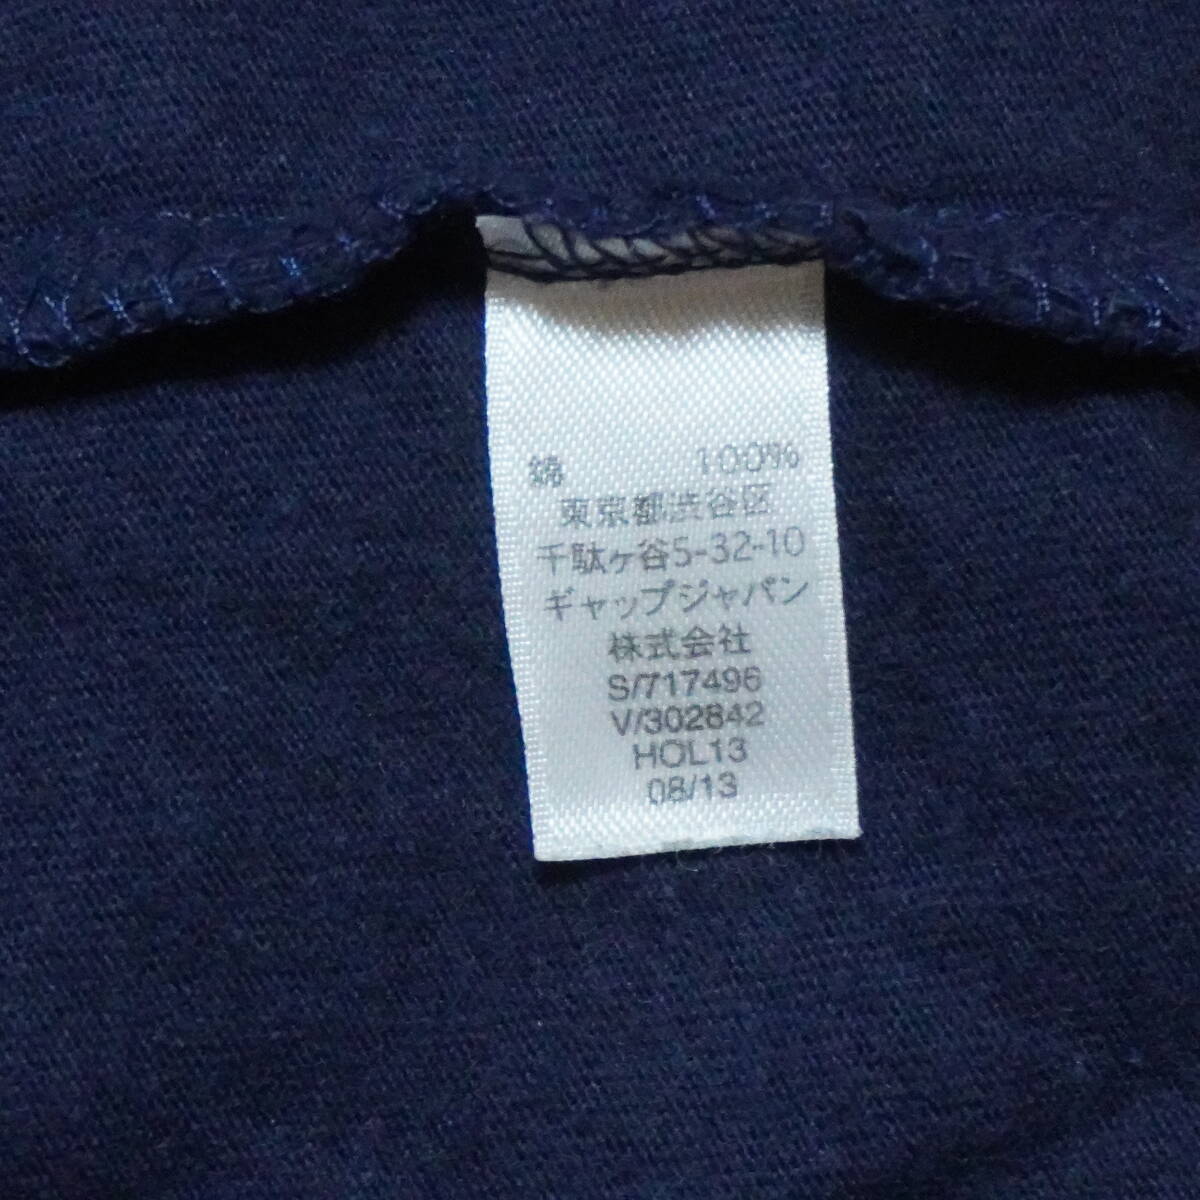 綿 100%
東京都渋谷区
千駄ヶ谷5-32-10
ギャップジャパン
株式会社
S/717496
V/302842
HOL13
08/13